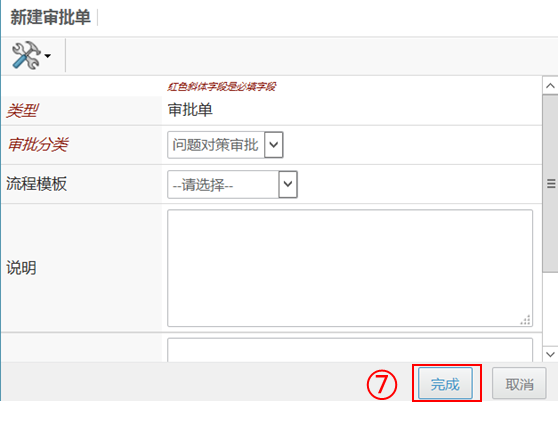 新建审批单
红色斜体字段是必填字段
类型 审批单
审批分类 问题对策审批
流程模板 --请选择--
说明
⑦ 完成 取消